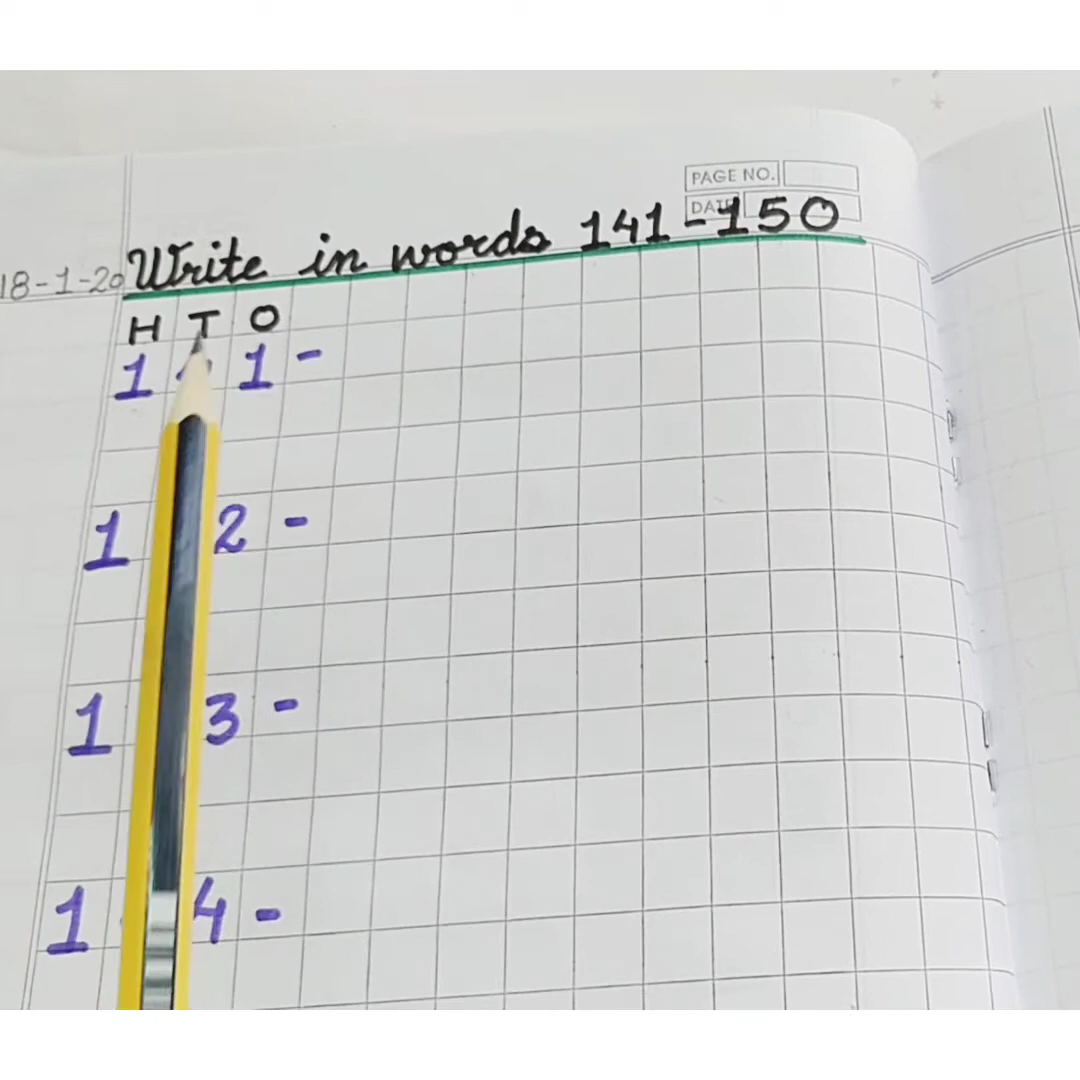 PAGE NO.
DATE
Write in words 141-150
18-1-20
H T O
1 1 -
1 2 -
1 3 -
1 4 -